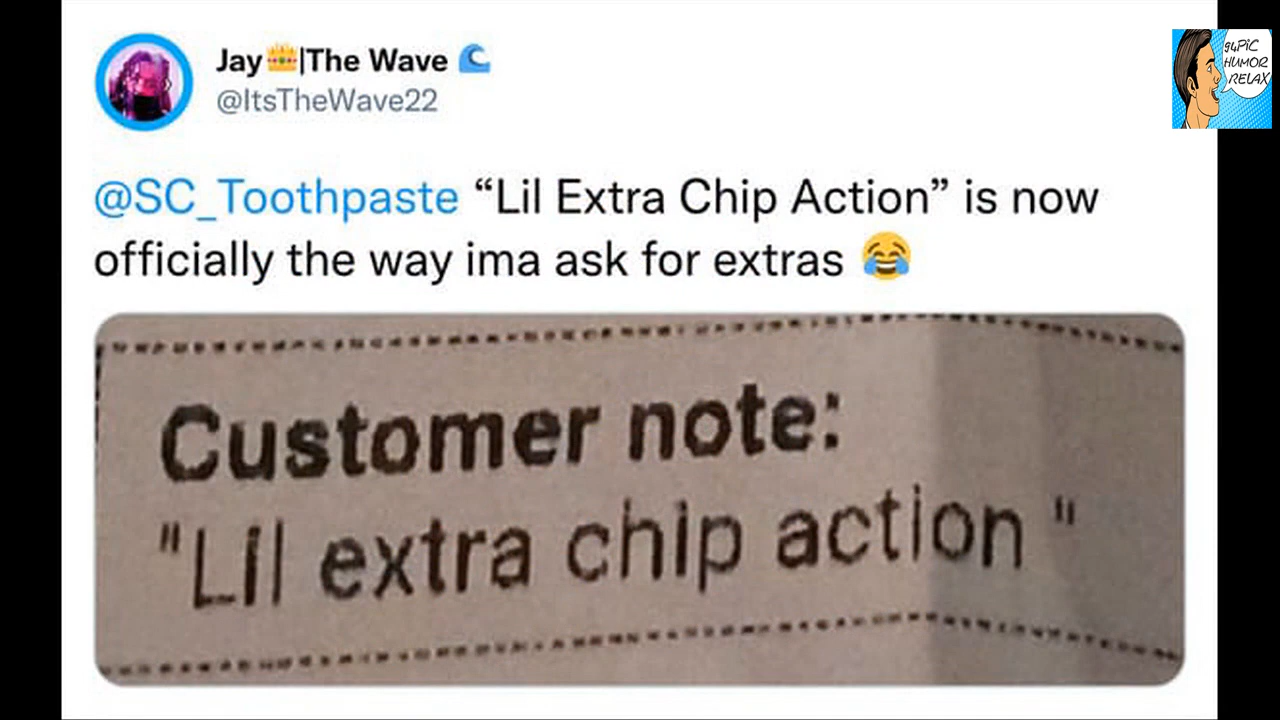 Jay👑|The Wave 🌊
@ItsTheWave22
94PIC
HUMOR
RELAX
@SC_Toothpaste “Lil Extra Chip Action” is now
officially the way ima ask for extras 😂
Customer note:
"Lil extra chip action "